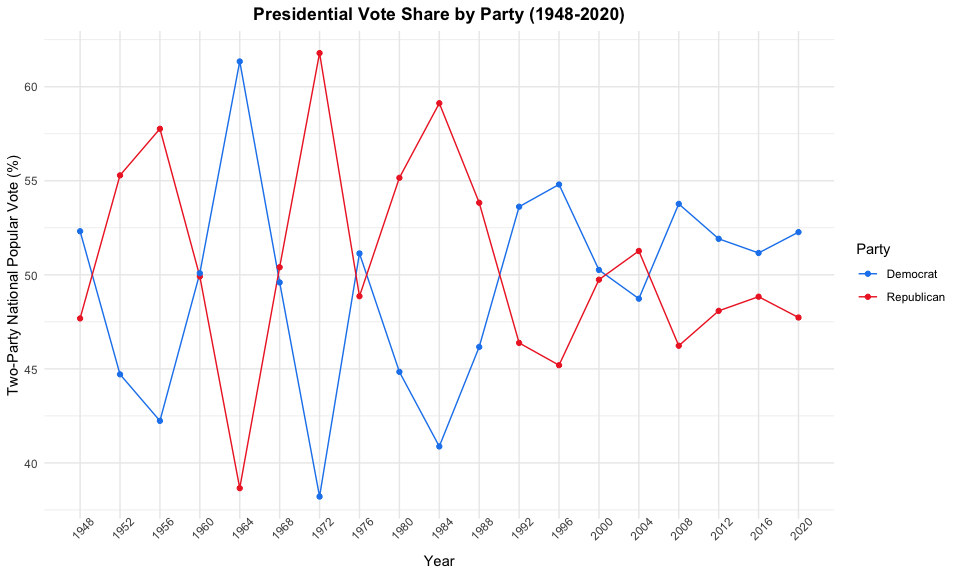 Presidential Vote Share by Party (1948-2020)
Two-Party National Popular Vote (%)
60
55
50
45
40
1948 1952 1956 1960 1964 1968 1972 1976 1980 1984 1988 1992 1996 2000 2004 2008 2012 2016 2020
Year
Party
Democrat
Republican